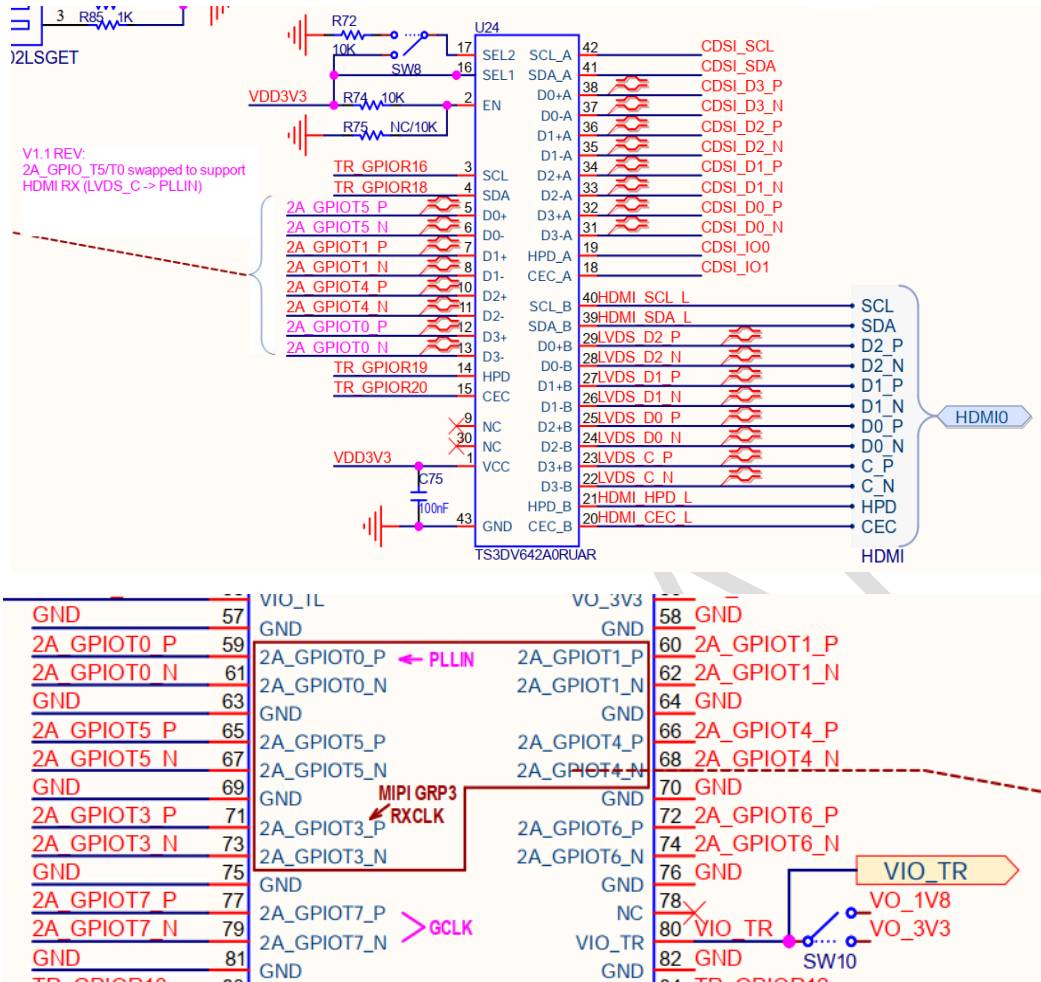 3 R85 1K
02LSGET
R72
10K
SW8
VDD3V3
R74 10K
R75 NC/10K
U24
17 SEL2 SCL_A 42 CDSI_SCL
16 SEL1 SDA_A 41 CDSI_SDA
D0+A 38 CDSI_D3_P
2 EN D0-A 37 CDSI_D3_N
D1+A 36 CDSI_D2_P
D1-A 35 CDSI_D2_N
TR_GPIOR16 3 SCL D2+A 34 CDSI_D1_P
TR_GPIOR18 4 SDA D2-A 33 CDSI_D1_N
2A_GPIOT5_P 5 D0+ D3+A 32 CDSI_D0_P
2A_GPIOT5_N 6 D0- D3-A 31 CDSI_D0_N
2A_GPIOT1_P 7 D1+ HPD_A 19 CDSI_IO0
2A_GPIOT1_N 8 D1- CEC_A 18 CDSI_IO1
2A_GPIOT4_P 10 D2+ SCL_B 40 HDMI_SCL_L SCL
2A_GPIOT4_N 11 D2- SDA_B 39 HDMI_SDA_L SDA
2A_GPIOT0_P 12 D3+ D0+B 29 LVDS_D2_P D2_P
2A_GPIOT0_N 13 D3- D0-B 28 LVDS_D2_N D2_N
TR_GPIOR19 14 HPD D1+B 27 LVDS_D1_P D1_P
TR_GPIOR20 15 CEC D1-B 26 LVDS_D1_N D1_N
9 NC D2+B 25 LVDS_D0_P D0_P
30 NC D2-B 24 LVDS_D0_N D0_N
VDD3V3 1 VCC D3+B 23 LVDS_C_P C_P
D3-B 22 LVDS_C_N C_N
HPD_B 21 HDMI_HPD_L HPD
43 GND CEC_B 20 HDMI_CEC_L CEC
C75
100nF
TS3DV642A0RUAR
HDMI
HDMI0
V1.1 REV:
2A_GPIO_T5/T0 swapped to support
HDMI RX (LVDS_C -> PLLIN)
VIO_TL VO_3V3
GND 57 GND GND 58 GND
2A_GPIOT0_P 59 2A_GPIOT0_P ← PLLIN 2A_GPIOT1_P 60 2A_GPIOT1_P
2A_GPIOT0_N 61 2A_GPIOT0_N 2A_GPIOT1_N 62 2A_GPIOT1_N
GND 63 GND GND 64 GND
2A_GPIOT5_P 65 2A_GPIOT5_P 2A_GPIOT4_P 66 2A_GPIOT4_P
2A_GPIOT5_N 67 2A_GPIOT5_N 2A_GPIOT4_N 68 2A_GPIOT4_N
GND 69 GND GND 70 GND
MIPI GRP3
RXCLK
2A_GPIOT3_P 71 2A_GPIOT3_P 2A_GPIOT6_P 72 2A_GPIOT6_P
2A_GPIOT3_N 73 2A_GPIOT3_N 2A_GPIOT6_N 74 2A_GPIOT6_N
GND 75 GND GND 76 GND
2A_GPIOT7_P 77 2A_GPIOT7_P NC 78
GCLK
2A_GPIOT7_N 79 2A_GPIOT7_N VIO_TR 80 VIO_TR
GND 81 GND GND 82 GND
VIO_TR
VO_1V8
VO_3V3
SW10